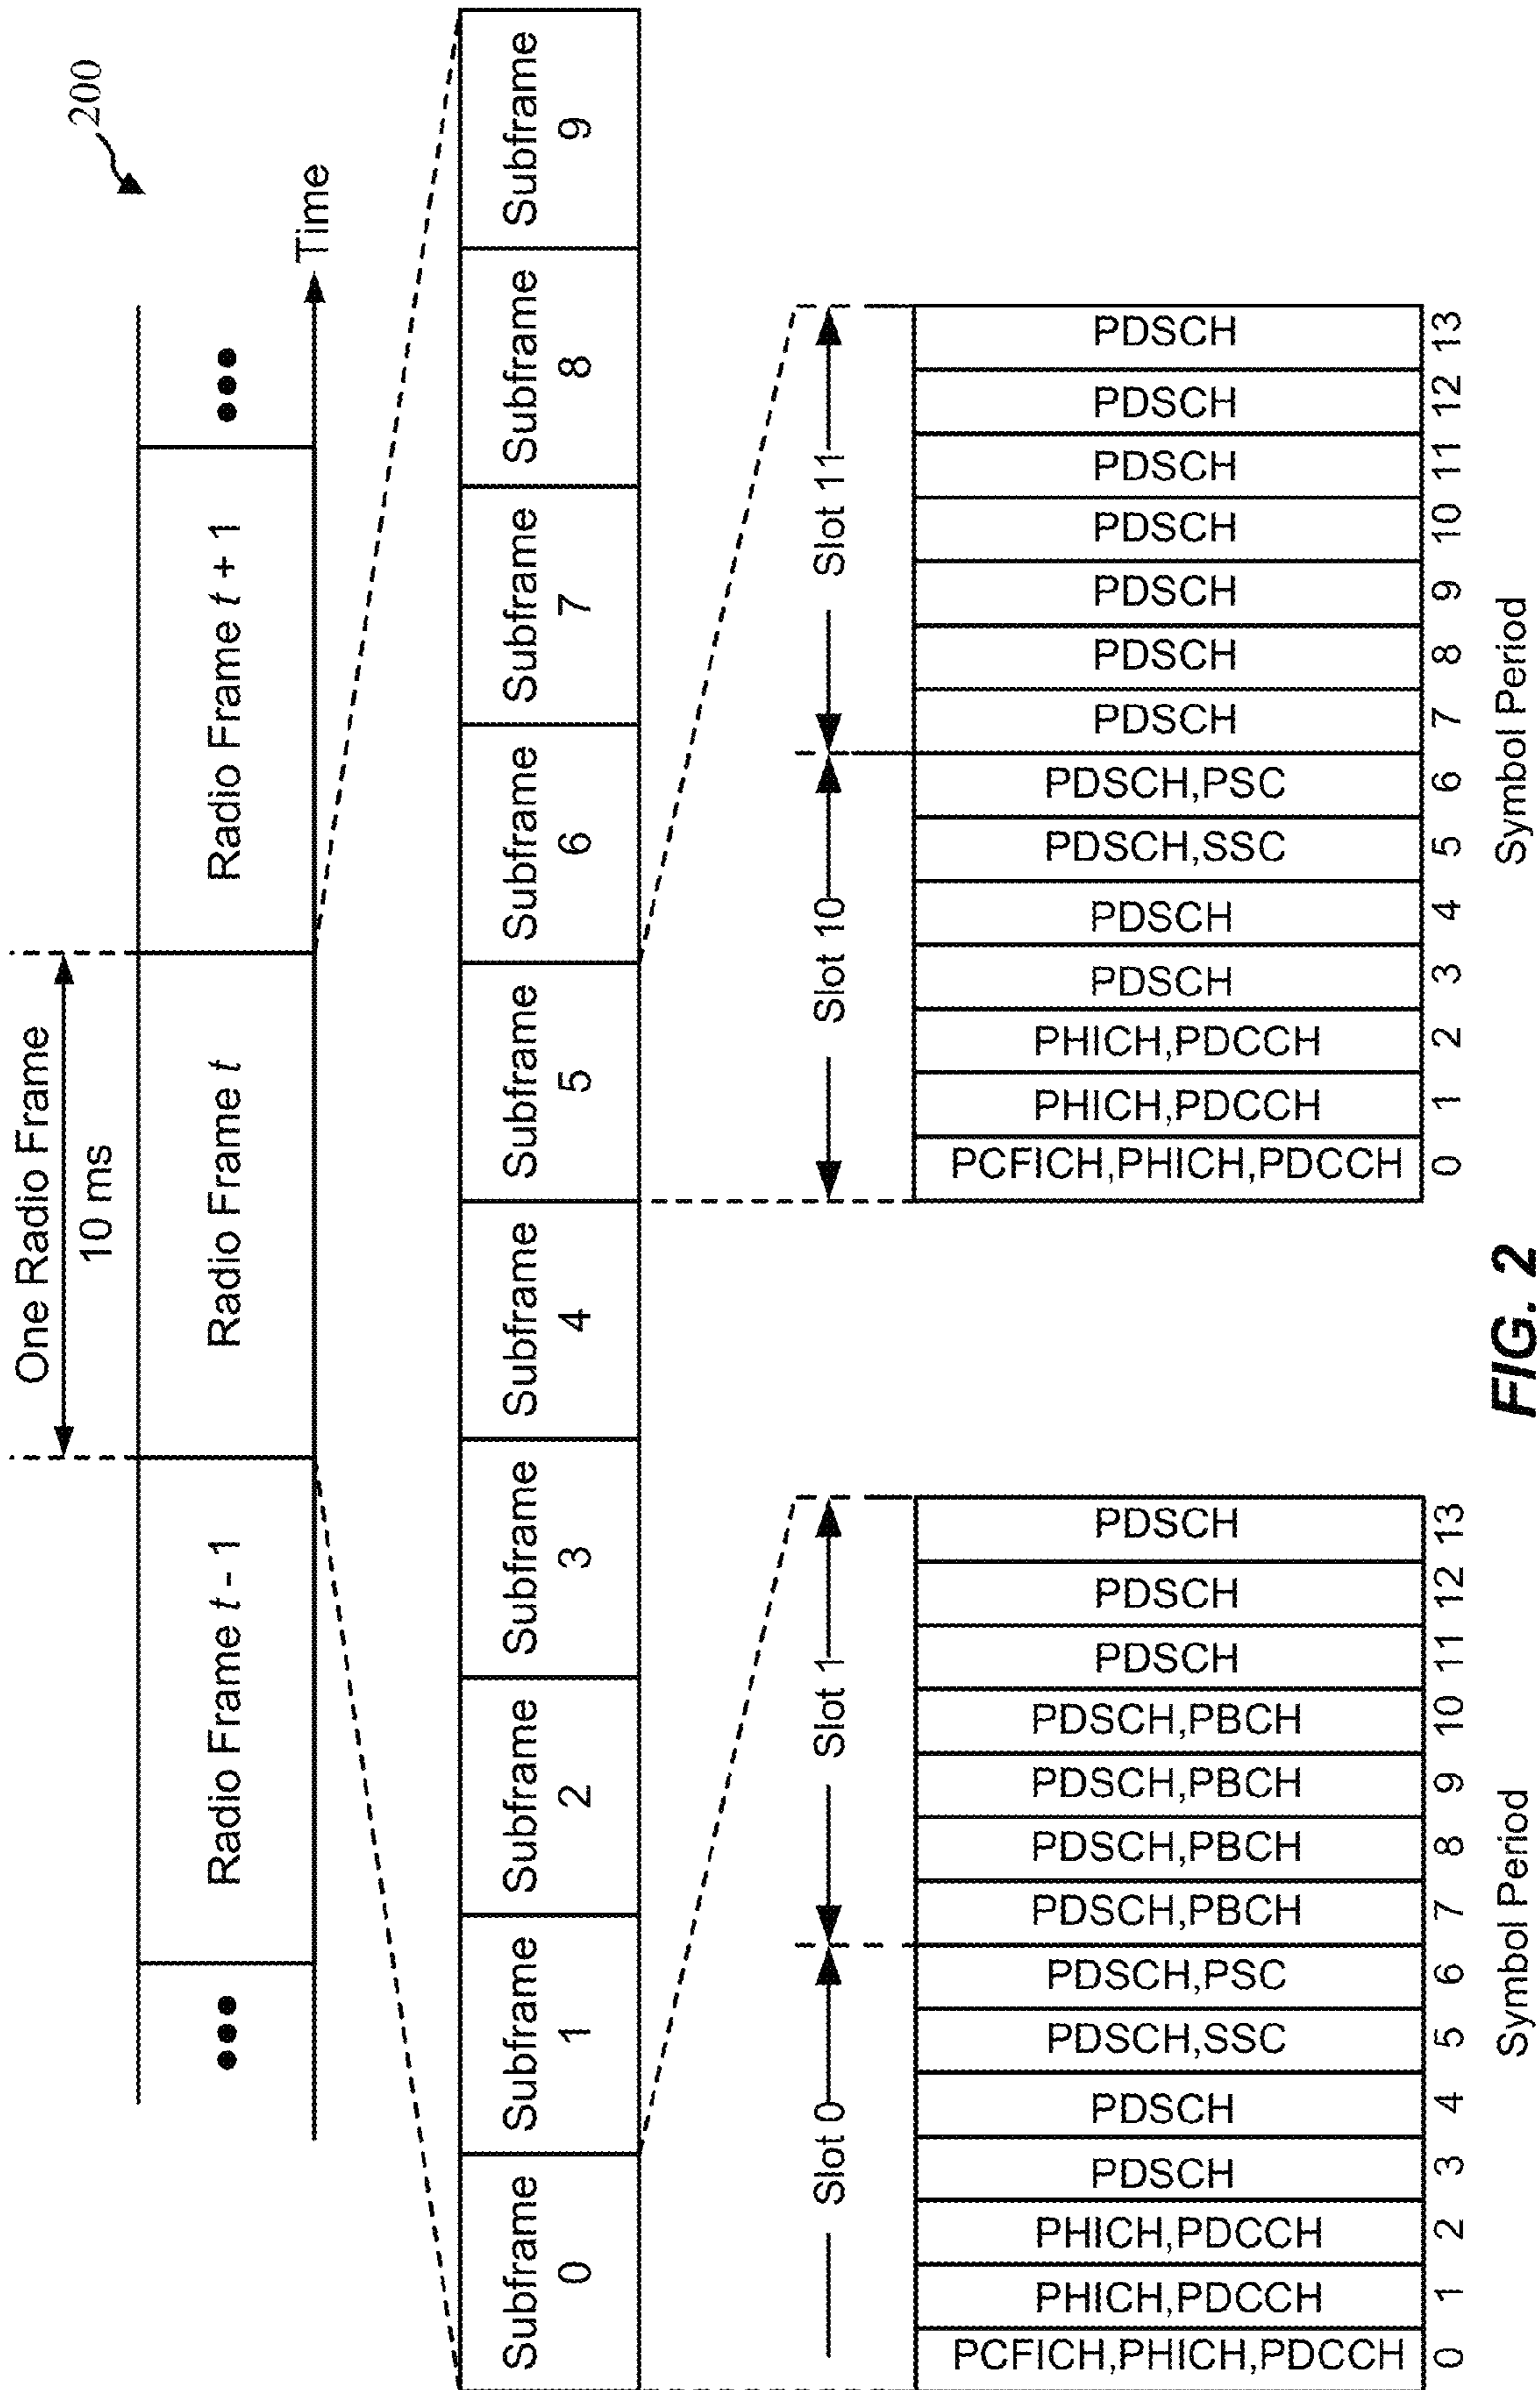 200
One Radio Frame
10 ms
Radio Frame t - 1
Radio Frame t
Radio Frame t + 1
Time
Subframe
0
Subframe
1
Subframe
2
Subframe
3
Subframe
4
Subframe
5
Subframe
6
Subframe
7
Subframe
8
Subframe
9
Slot 0
Slot 1
PCFICH,PHICH,PDCCH
PHICH,PDCCH
PHICH,PDCCH
PDSCH
PDSCH
PDSCH,SSC
PDSCH,PSC
PDSCH,PBCH
PDSCH,PBCH
PDSCH,PBCH
PDSCH,PBCH
PDSCH
PDSCH
PDSCH
0 1 2 3 4 5 6 7 8 9 10 11 12 13
Symbol Period
Slot 10
Slot 11
PCFICH,PHICH,PDCCH
PHICH,PDCCH
PHICH,PDCCH
PDSCH
PDSCH
PDSCH,SSC
PDSCH,PSC
PDSCH
PDSCH
PDSCH
PDSCH
PDSCH
PDSCH
PDSCH
0 1 2 3 4 5 6 7 8 9 10 11 12 13
Symbol Period
FIG. 2